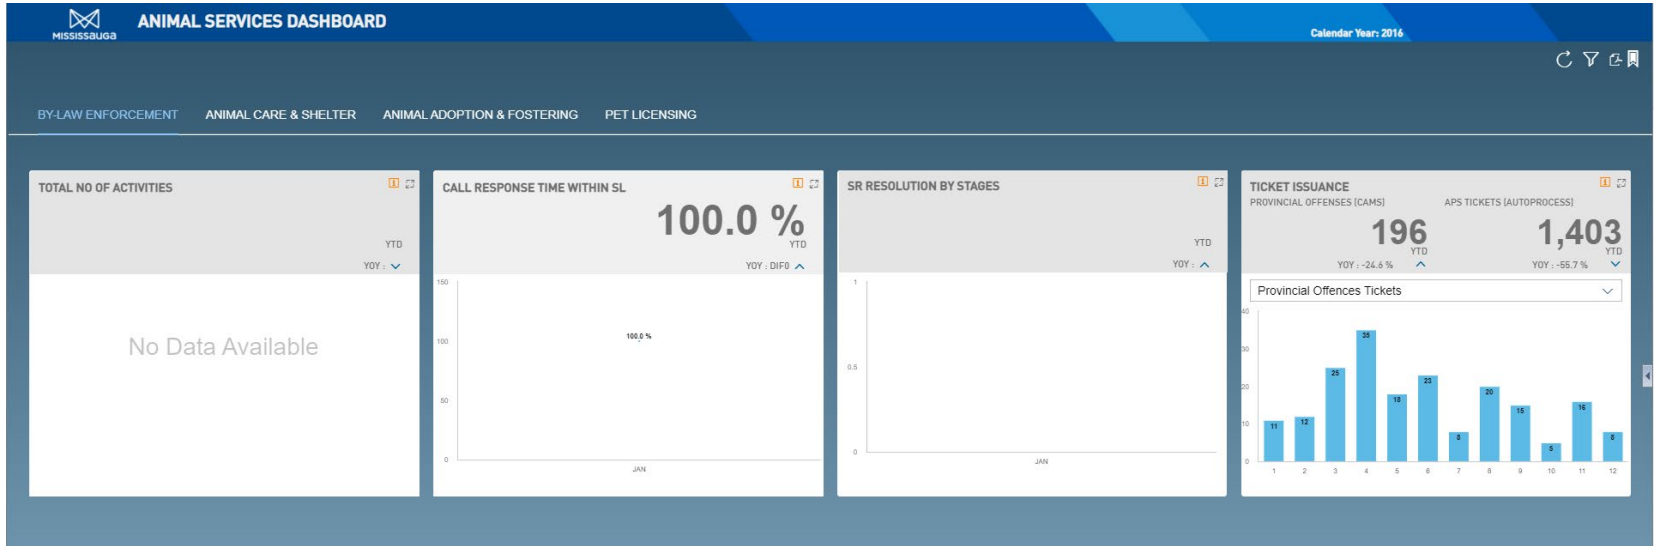 MISSISSAUGA
ANIMAL SERVICES DASHBOARD
Calendar Year: 2016
BY-LAW ENFORCEMENT
ANIMAL CARE & SHELTER
ANIMAL ADOPTION & FOSTERING
PET LICENSING
TOTAL NO OF ACTIVITIES
YTD
YOY :
No Data Available
CALL RESPONSE TIME WITHIN SL
100.0 %
YTD
YOY : DIF0
150
100
50
0
100.0 %
JAN
SR RESOLUTION BY STAGES
YTD
YOY :
1
0.5
0
JAN
TICKET ISSUANCE
PROVINCIAL OFFENSES (CAMS)
APS TICKETS (AUTOPROCESS)
196
1,403
YTD
YTD
YOY : -24.6 %
YOY : -55.7 %
Provincial Offences Tickets
40
30
20
10
0
11
12
25
35
18
23
8
20
15
5
16
8
1 2 3 4 5 6 7 8 9 10 11 12